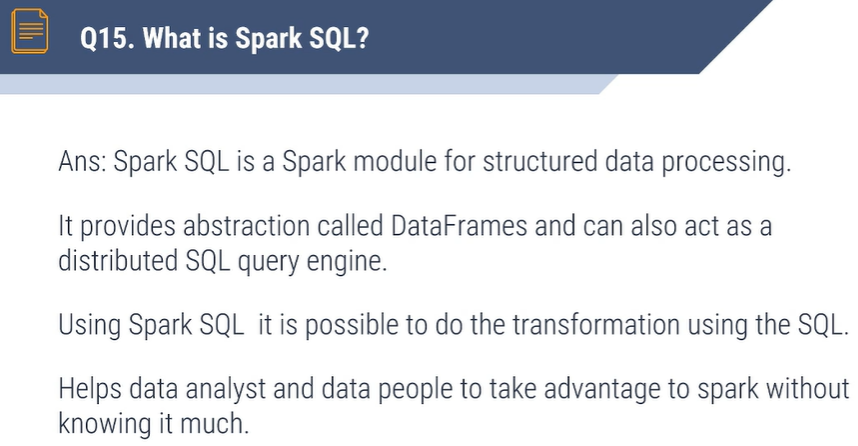 Q15. What is Spark SQL?
Ans: Spark SQL is a Spark module for structured data processing.
It provides abstraction called DataFrames and can also act as a
distributed SQL query engine.
Using Spark SQL  it is possible to do the transformation using the SQL.
Helps data analyst and data people to take advantage to spark without
knowing it much.